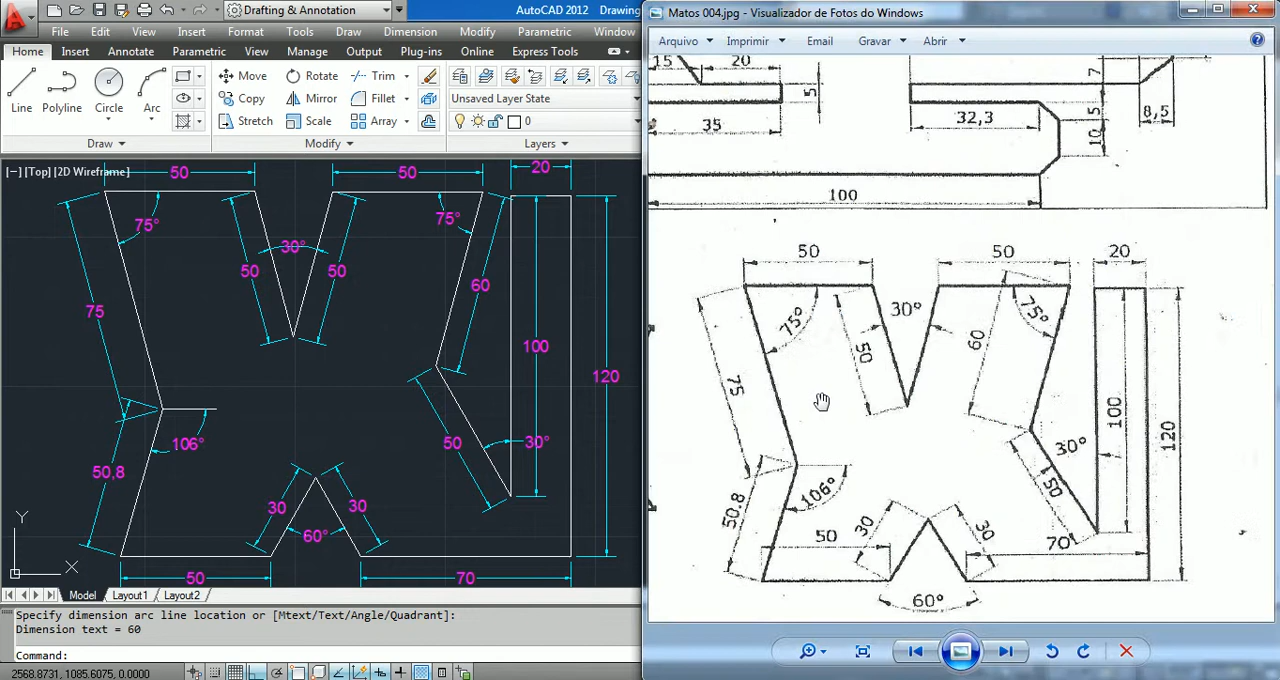 Drafting & Annotation
AutoCAD 2012 Drawing
File Edit View Insert Format Tools Draw Dimension Modify Parametric Window
Home Insert Annotate Parametric View Manage Output Plug-ins Online Express Tools
Line Polyline Circle Arc
Move Rotate Trim
Copy Mirror Fillet
Stretch Scale Array
Unsaved Layer State
0
Draw Modify Layers
[−] [Top] [2D Wireframe]
50 50 20
75° 30° 75°
50 50 60
75 100 120
106° 50 30°
50,8 30 30
60°
50 70
Y
X
Model Layout1 Layout2
Specify dimension arc line location or [Mtext/Text/Angle/Quadrant]:
Dimension text = 60
Command:
2568.8731, 1085.6075, 0.0000
Matos 004.jpg - Visualizador de Fotos do Windows
Arquivo Imprimir Email Gravar Abrir
15 20 7
5 5 8,5
35 32,3 10
100
50 50 20
75° 30° 75°
50 60
75 100 120
30°
106° 50
50.8 30 30
50 70
60°